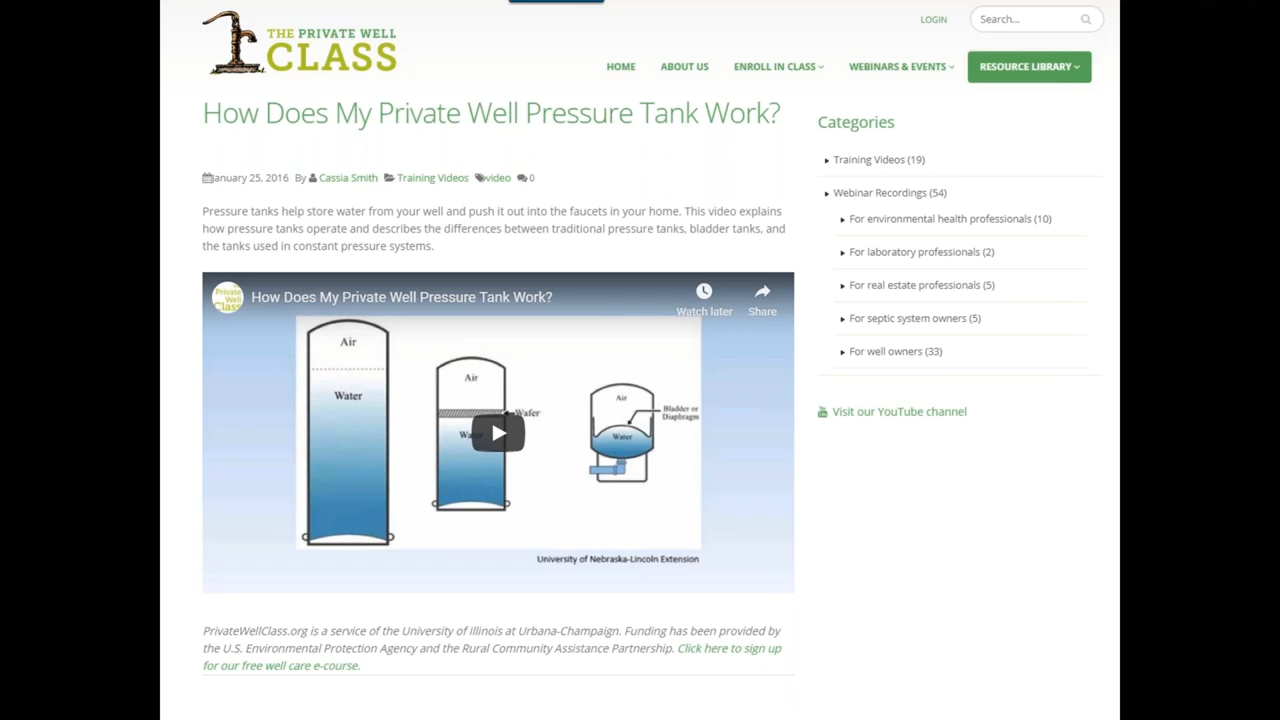 THE PRIVATE WELL
CLASS
LOGIN
Search...
HOME
ABOUT US
ENROLL IN CLASS
WEBINARS & EVENTS
RESOURCE LIBRARY
How Does My Private Well Pressure Tank Work?
January 25, 2016 By Cassia Smith Training Videos video 0
Pressure tanks help store water from your well and push it out into the faucets in your home. This video explains
how pressure tanks operate and describes the differences between traditional pressure tanks, bladder tanks, and
the tanks used in constant pressure systems.
Private
Well
Class
How Does My Private Well Pressure Tank Work?
Watch later
Share
Air
Water
Air
Wafer
Air
Water
Bladder or
Diaphragm
University of Nebraska-Lincoln Extension
PrivateWellClass.org is a service of the University of Illinois at Urbana-Champaign. Funding has been provided by
the U.S. Environmental Protection Agency and the Rural Community Assistance Partnership. Click here to sign up
for our free well care e-course.
Categories
Training Videos (19)
Webinar Recordings (54)
For environmental health professionals (10)
For laboratory professionals (2)
For real estate professionals (5)
For septic system owners (5)
For well owners (33)
Visit our YouTube channel